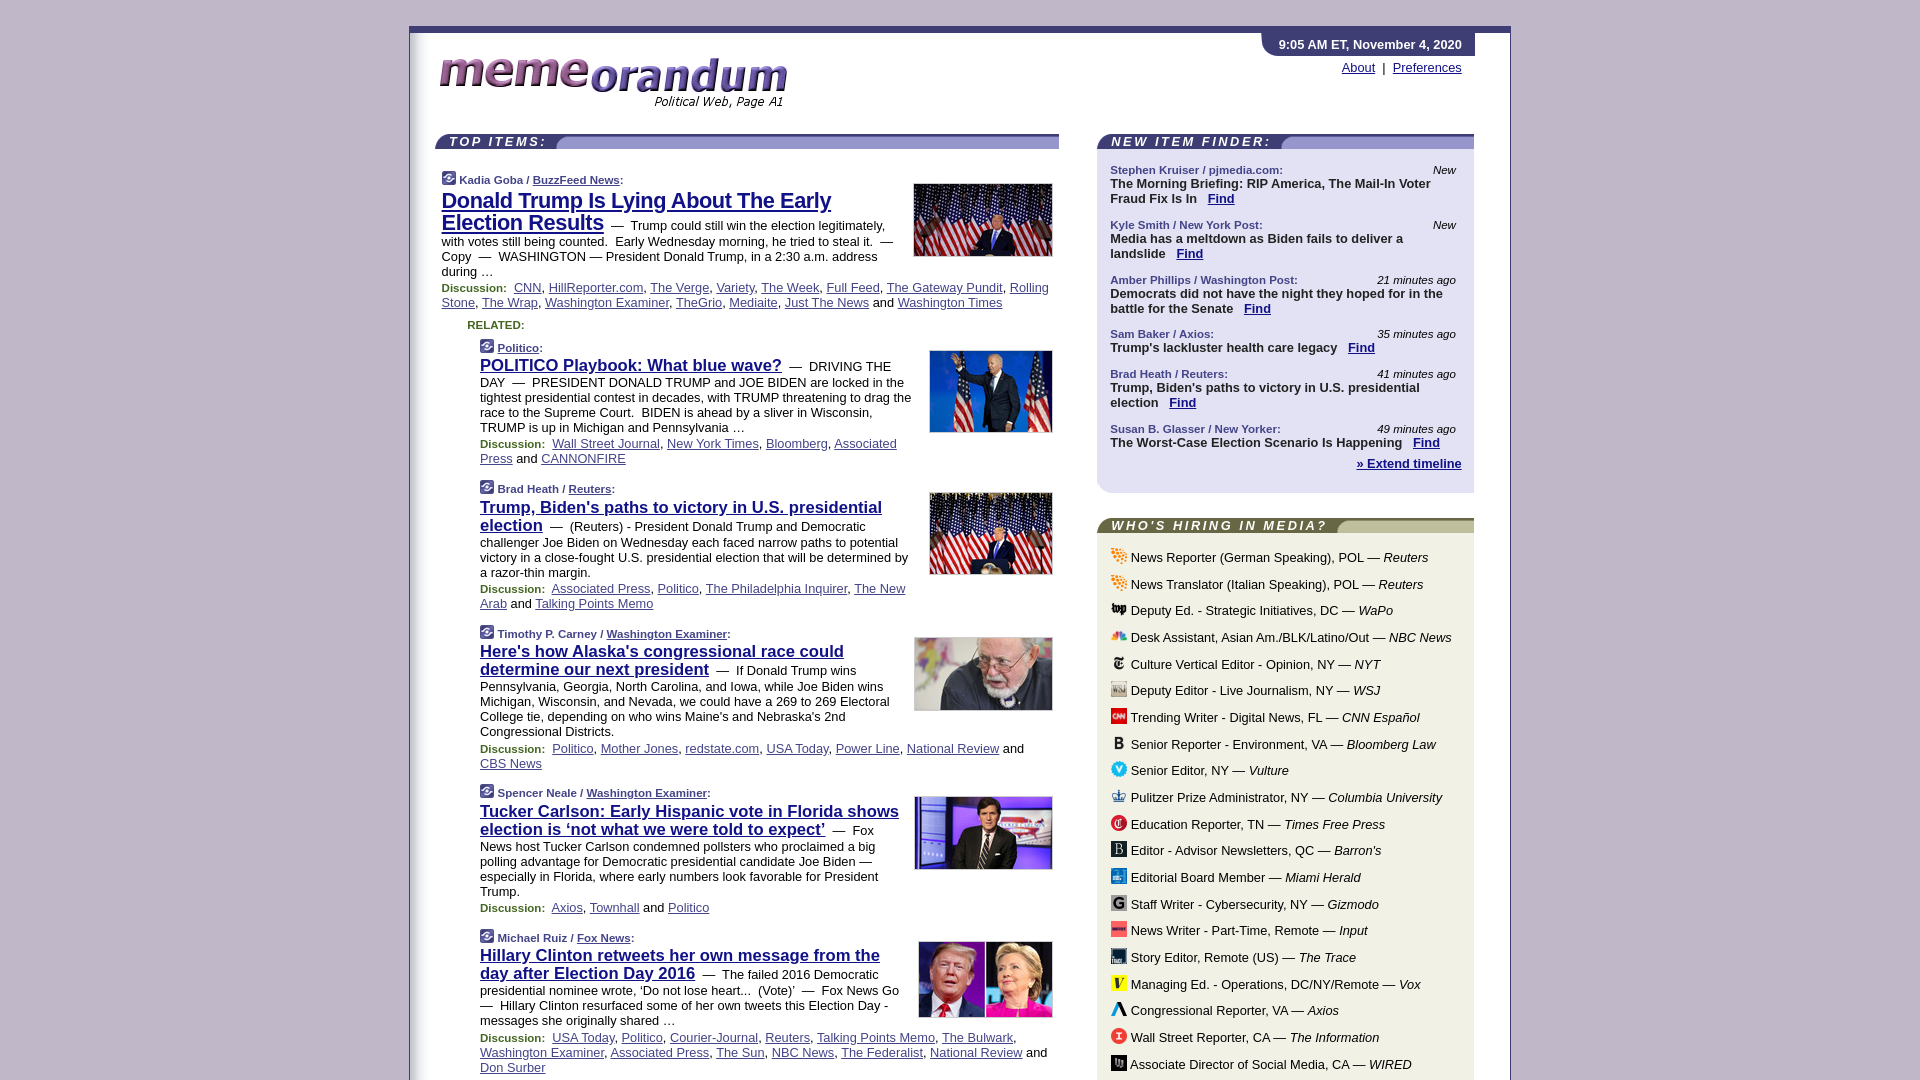 9:05 AM ET, November 4, 2020
memeorandum
About | Preferences
Political Web, Page A1
TOP ITEMS:
Kadia Goba / BuzzFeed News:
Donald Trump Is Lying About The Early
Election Results — Trump could still win the election legitimately,
with votes still being counted. Early Wednesday morning, he tried to steal it. —
Copy — WASHINGTON — President Donald Trump, in a 2:30 a.m. address
during …
Discussion: CNN, HillReporter.com, The Verge, Variety, The Week, Full Feed, The Gateway Pundit, Rolling
Stone, The Wrap, Washington Examiner, TheGrio, Mediaite, Just The News and Washington Times
RELATED:
Politico:
POLITICO Playbook: What blue wave? — DRIVING THE
DAY — PRESIDENT DONALD TRUMP and JOE BIDEN are locked in the
tightest presidential contest in decades, with TRUMP threatening to drag the
race to the Supreme Court. BIDEN is ahead by a sliver in Wisconsin,
TRUMP is up in Michigan and Pennsylvania …
Discussion: Wall Street Journal, New York Times, Bloomberg, Associated
Press and CANNONFIRE
Brad Heath / Reuters:
Trump, Biden's paths to victory in U.S. presidential
election — (Reuters) - President Donald Trump and Democratic
challenger Joe Biden on Wednesday each faced narrow paths to potential
victory in a close-fought U.S. presidential election that will be determined by
a razor-thin margin.
Discussion: Associated Press, Politico, The Philadelphia Inquirer, The New
Arab and Talking Points Memo
Timothy P. Carney / Washington Examiner:
Here's how Alaska's congressional race could
determine our next president — If Donald Trump wins
Pennsylvania, Georgia, North Carolina, and Iowa, while Joe Biden wins
Michigan, Wisconsin, and Nevada, we could have a 269 to 269 Electoral
College tie, depending on who wins Maine's and Nebraska's 2nd
Congressional Districts.
Discussion: Politico, Mother Jones, redstate.com, USA Today, Power Line, National Review and
CBS News
Spencer Neale / Washington Examiner:
Tucker Carlson: Early Hispanic vote in Florida shows
election is ‘not what we were told to expect’ — Fox
News host Tucker Carlson condemned pollsters who proclaimed a big
polling advantage for Democratic presidential candidate Joe Biden —
especially in Florida, where early numbers look favorable for President
Trump.
Discussion: Axios, Townhall and Politico
Michael Ruiz / Fox News:
Hillary Clinton retweets her own message from the
day after Election Day 2016 — The failed 2016 Democratic
presidential nominee wrote, ‘Do not lose heart... (Vote)’ — Fox News Go
— Hillary Clinton resurfaced some of her own tweets this Election Day -
messages she originally shared …
Discussion: USA Today, Politico, Courier-Journal, Reuters, Talking Points Memo, The Bulwark,
Washington Examiner, Associated Press, The Sun, NBC News, The Federalist, National Review and
Don Surber
NEW ITEM FINDER:
Stephen Kruiser / pjmedia.com: New
The Morning Briefing: RIP America, The Mail-In Voter
Fraud Fix Is In Find
Kyle Smith / New York Post: New
Media has a meltdown as Biden fails to deliver a
landslide Find
Amber Phillips / Washington Post: 21 minutes ago
Democrats did not have the night they hoped for in the
battle for the Senate Find
Sam Baker / Axios: 35 minutes ago
Trump's lackluster health care legacy Find
Brad Heath / Reuters: 41 minutes ago
Trump, Biden's paths to victory in U.S. presidential
election Find
Susan B. Glasser / New Yorker: 49 minutes ago
The Worst-Case Election Scenario Is Happening Find
» Extend timeline
WHO'S HIRING IN MEDIA?
News Reporter (German Speaking), POL — Reuters
News Translator (Italian Speaking), POL — Reuters
Deputy Ed. - Strategic Initiatives, DC — WaPo
Desk Assistant, Asian Am./BLK/Latino/Out — NBC News
Culture Vertical Editor - Opinion, NY — NYT
Deputy Editor - Live Journalism, NY — WSJ
Trending Writer - Digital News, FL — CNN Español
Senior Reporter - Environment, VA — Bloomberg Law
Senior Editor, NY — Vulture
Pulitzer Prize Administrator, NY — Columbia University
Education Reporter, TN — Times Free Press
Editor - Advisor Newsletters, QC — Barron's
Editorial Board Member — Miami Herald
Staff Writer - Cybersecurity, NY — Gizmodo
News Writer - Part-Time, Remote — Input
Story Editor, Remote (US) — The Trace
Managing Ed. - Operations, DC/NY/Remote — Vox
Congressional Reporter, VA — Axios
Wall Street Reporter, CA — The Information
Associate Director of Social Media, CA — WIRED